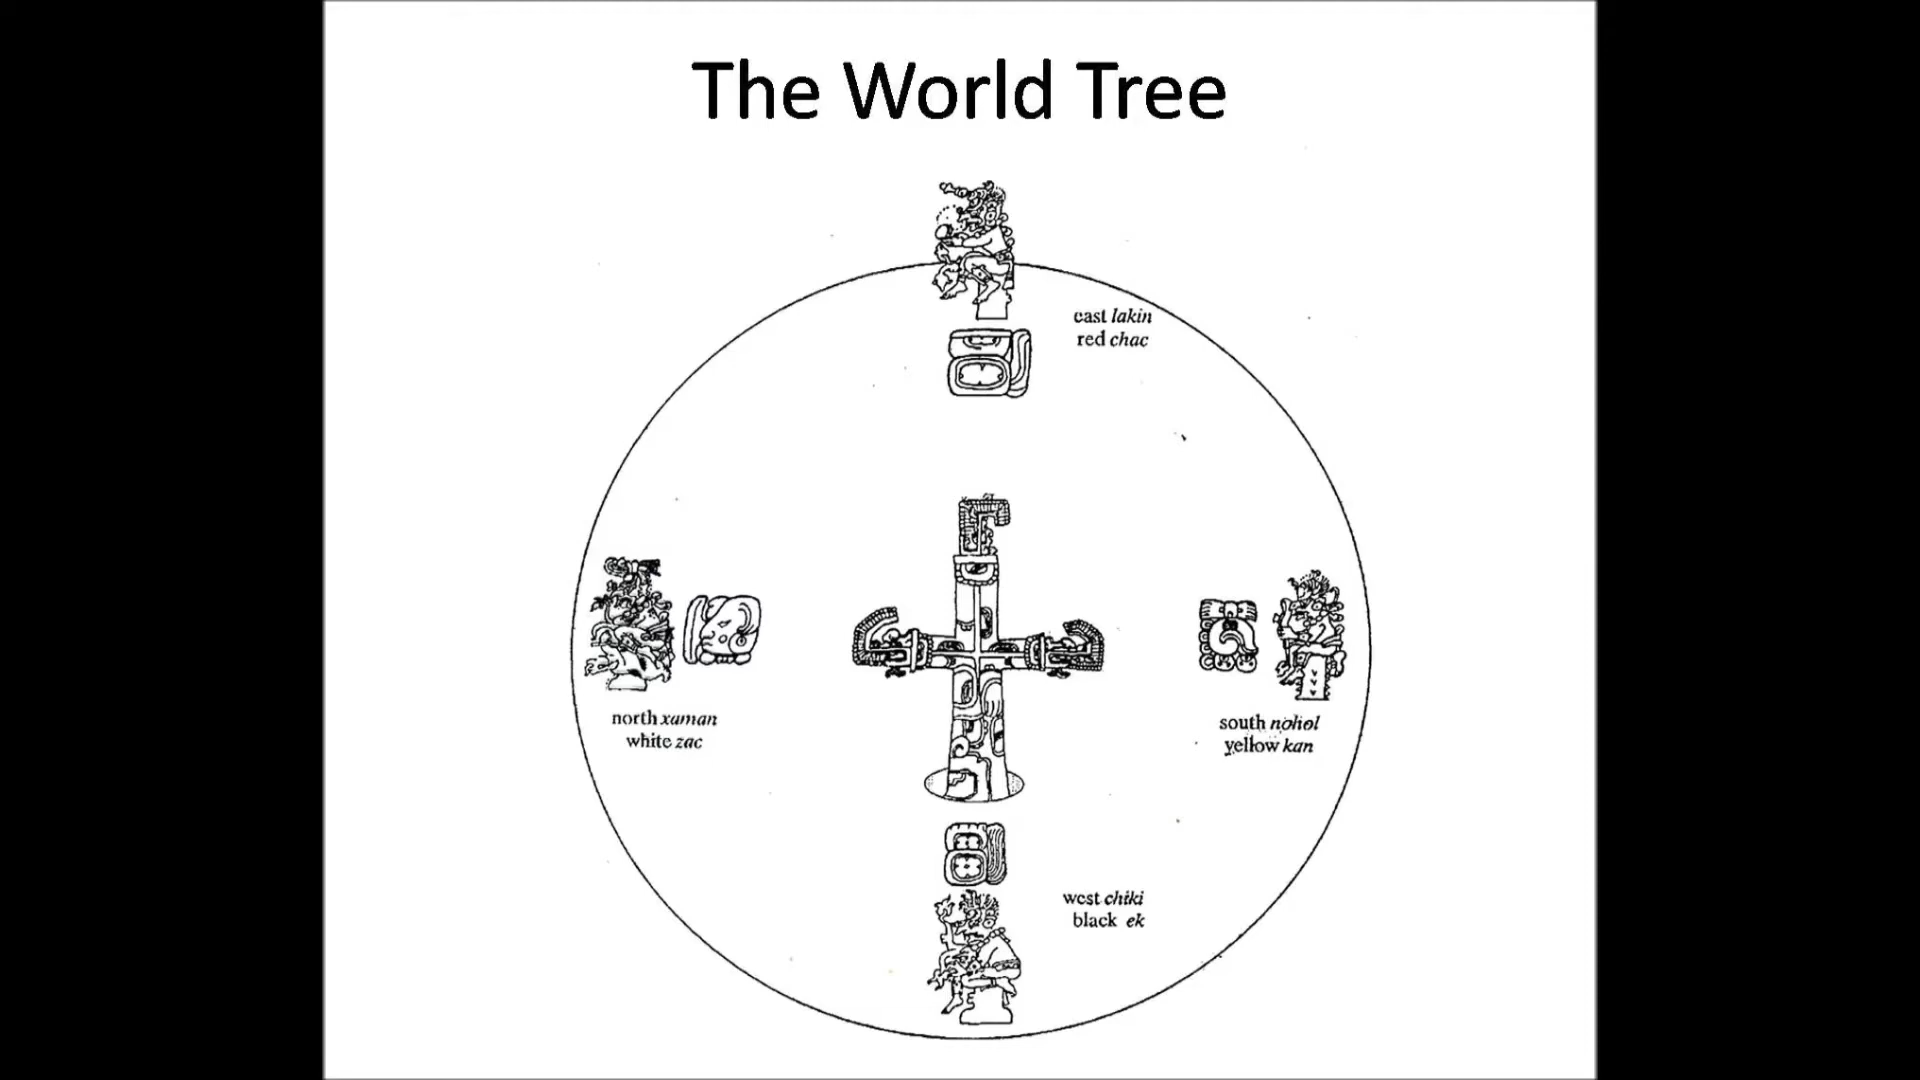 The World Tree
east lakin
red chac
north xaman
white zac
south nohol
yellow kan
west chiki
black ek